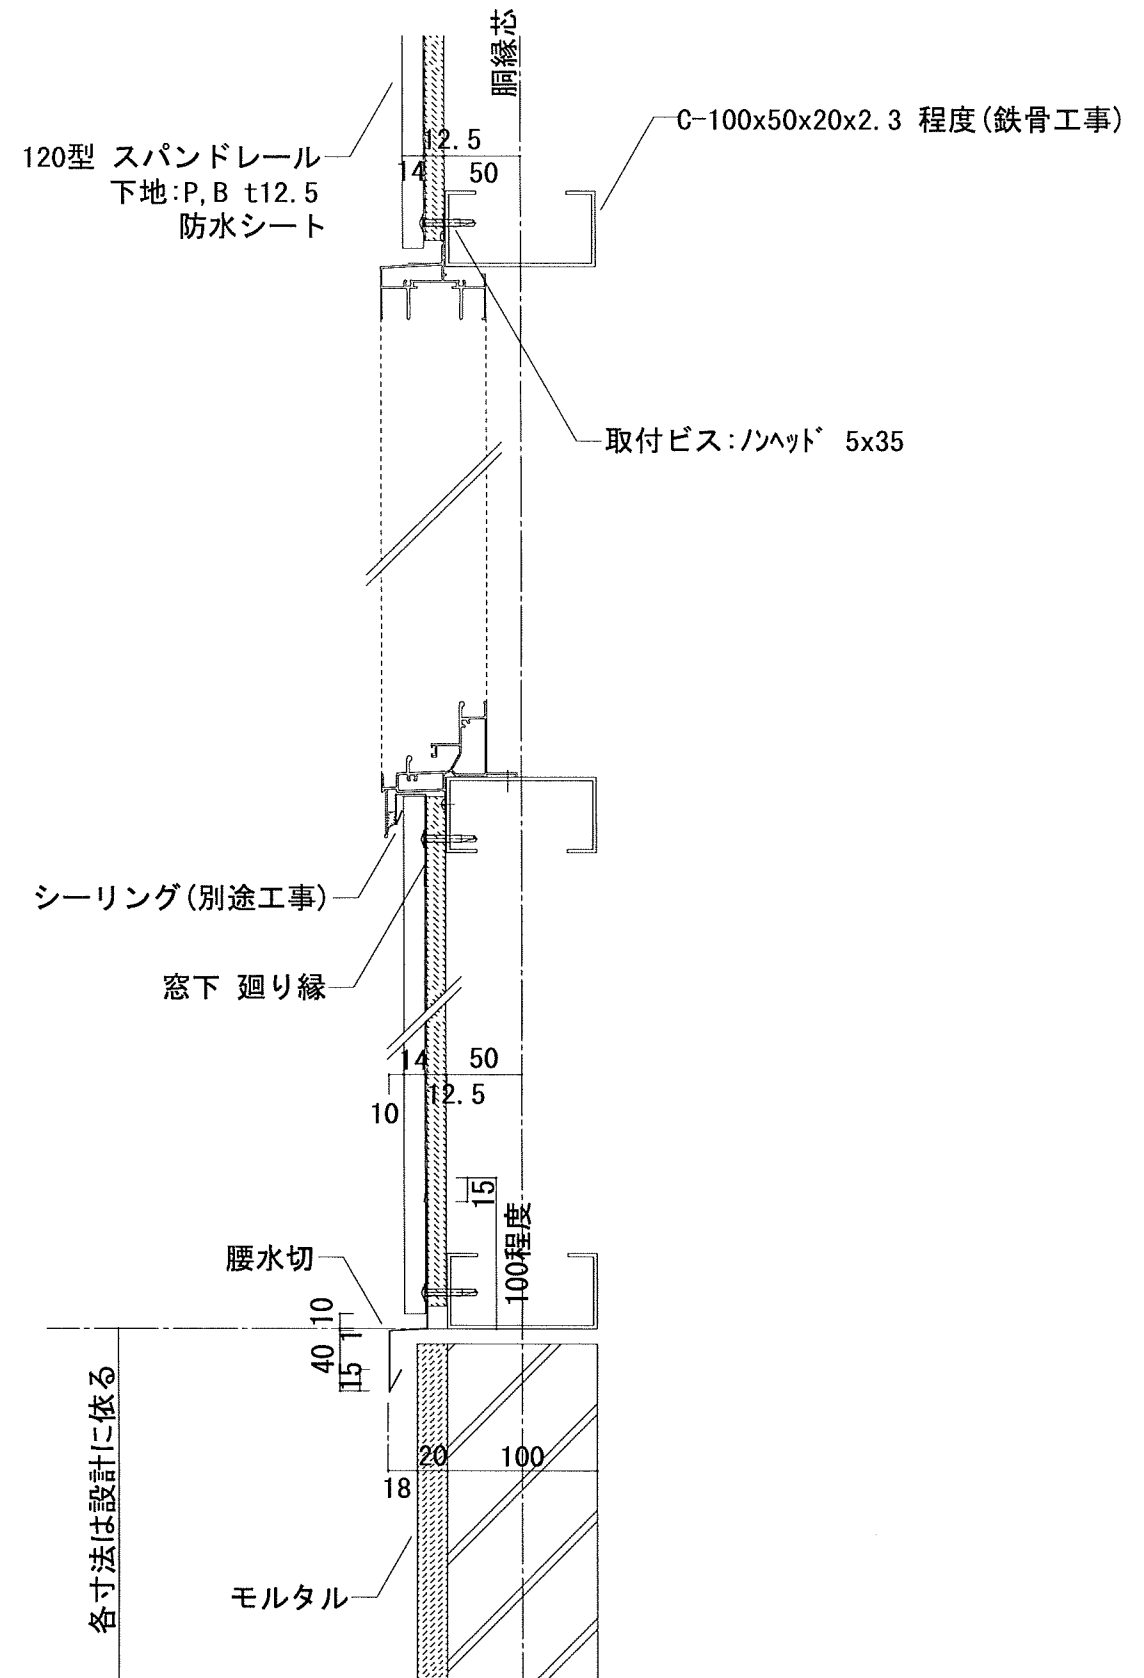 胴縁芯
C-100x50x20x2.3 程度(鉄骨工事)
120型 スパンドレール
下地:P,B t12.5
防水シート
12.5
14
50
取付ビス:ﾉﾝﾍｯﾄﾞ 5x35
シーリング(別途工事)
窓下 廻り縁
14
50
10
12.5
15
100程度
腰水切
10
1
40
15
各寸法は設計に依る
20
100
18
モルタル